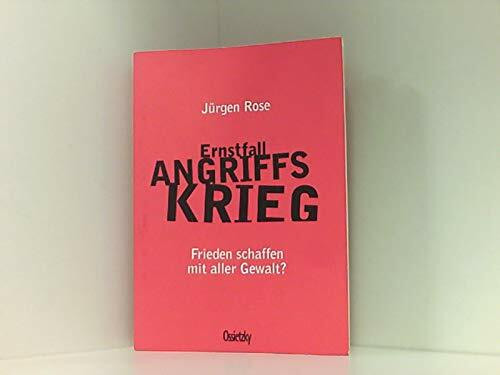 Jürgen Rose
Ernstfall
ANGRIFFS
KRIEG
Frieden schaffen
mit aller Gewalt?
Ossietzky